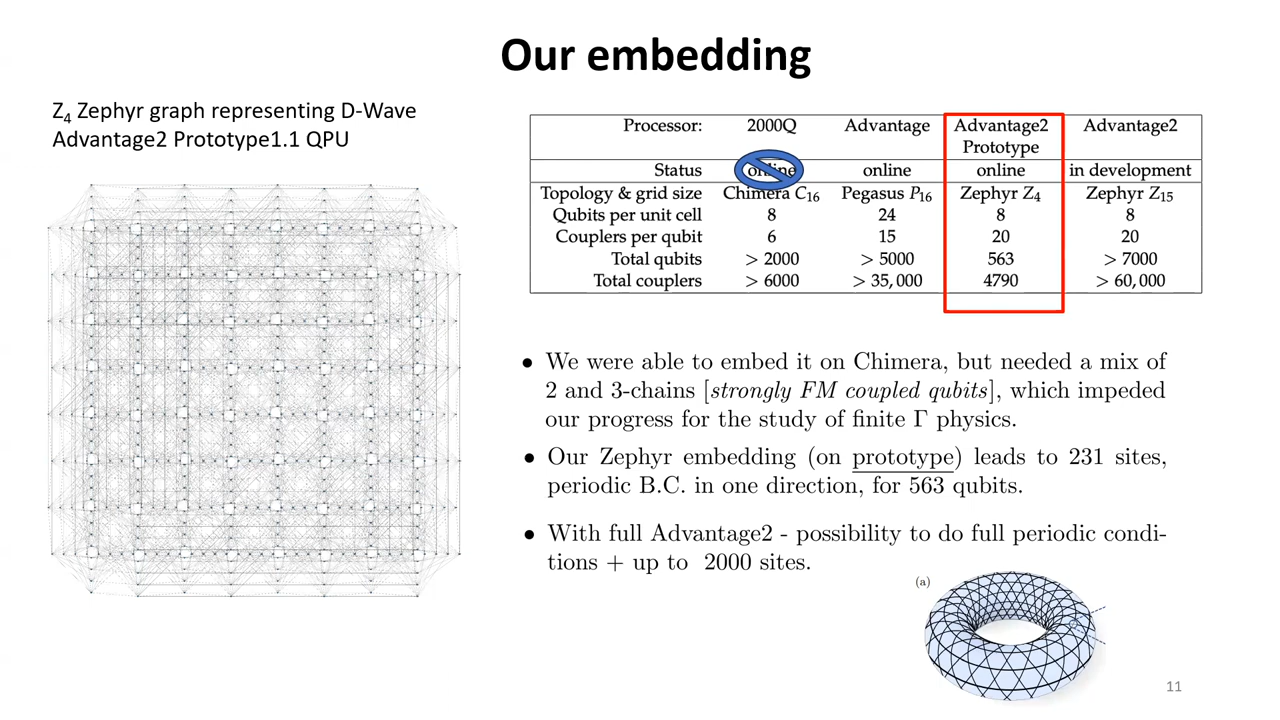 Our embedding
Z₄ Zephyr graph representing D-Wave
Advantage2 Prototype1.1 QPU
Processor: 2000Q Advantage Advantage2 Prototype Advantage2
Status online online online in development
Topology & grid size Chimera C₁₆ Pegasus P₁₆ Zephyr Z₄ Zephyr Z₁₅
Qubits per unit cell 8 24 8 8
Couplers per qubit 6 15 20 20
Total qubits > 2000 > 5000 563 > 7000
Total couplers > 6000 > 35,000 4790 > 60,000
• We were able to embed it on Chimera, but needed a mix of
2 and 3-chains [strongly FM coupled qubits], which impeded
our progress for the study of finite Γ physics.
• Our Zephyr embedding (on prototype) leads to 231 sites,
periodic B.C. in one direction, for 563 qubits.
• With full Advantage2 - possibility to do full periodic condi-
tions + up to 2000 sites.
(a)
11